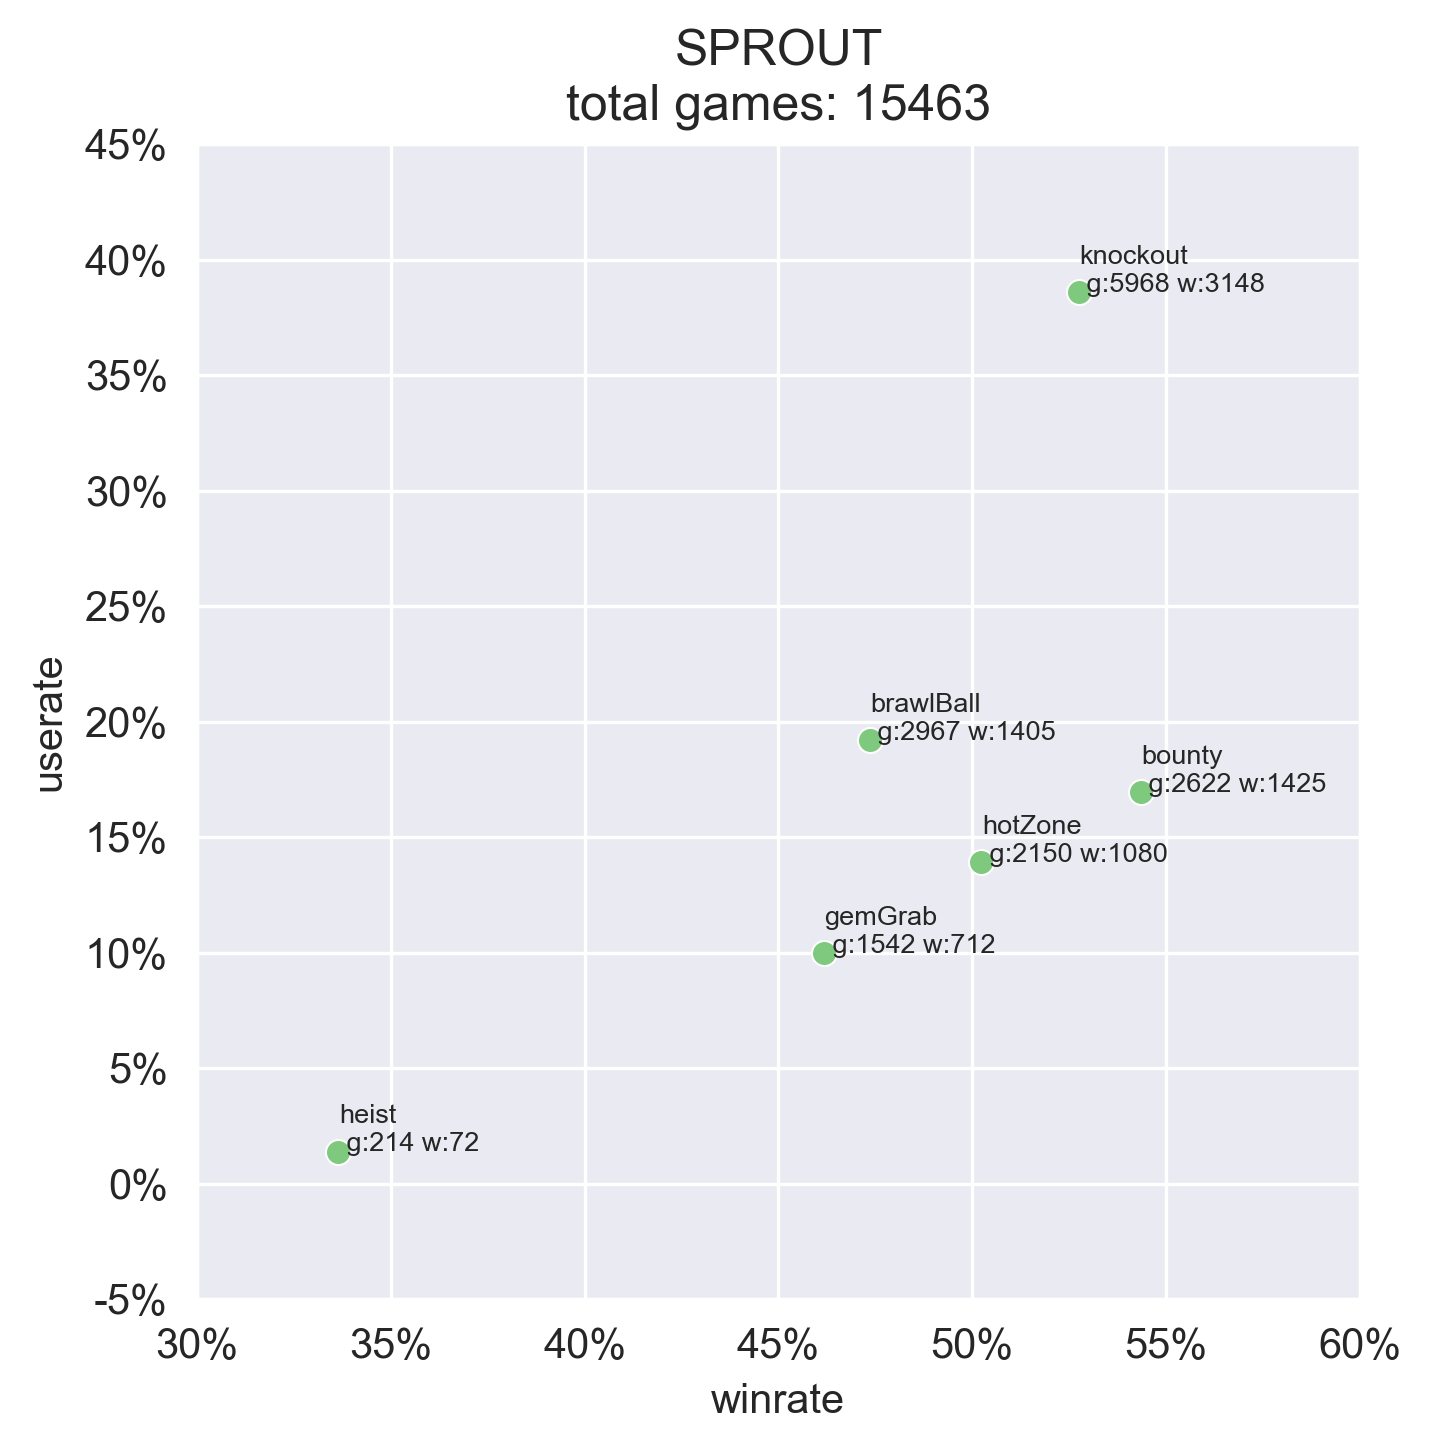 SPROUT
total games: 15463
45%
40%
35%
30%
25%
20%
15%
10%
5%
0%
-5%
userate
knockout
g:5968 w:3148
brawlBall
g:2967 w:1405
bounty
g:2622 w:1425
hotZone
g:2150 w:1080
gemGrab
g:1542 w:712
heist
g:214 w:72
30% 35% 40% 45% 50% 55% 60%
winrate